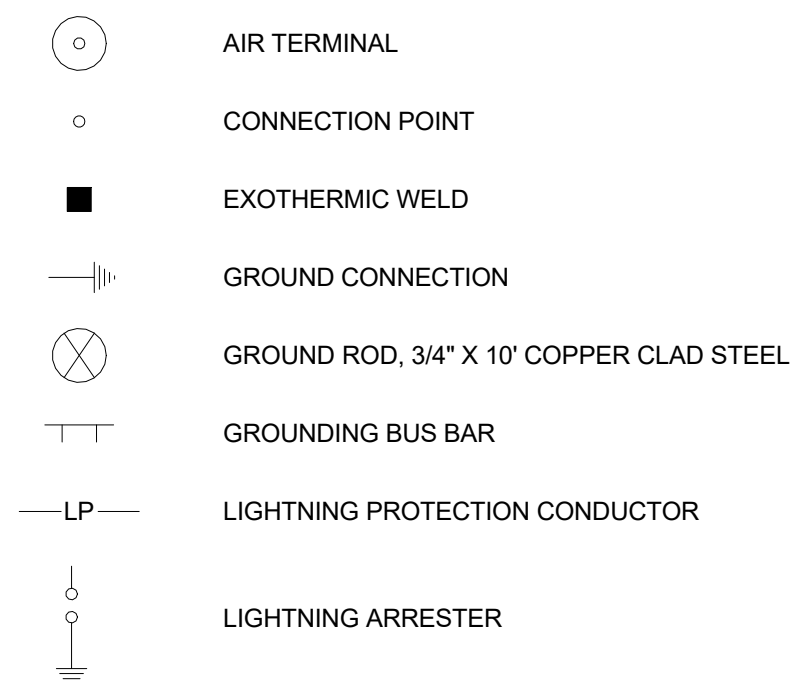 AIR TERMINAL
CONNECTION POINT
EXOTHERMIC WELD
GROUND CONNECTION
GROUND ROD, 3/4" X 10' COPPER CLAD STEEL
GROUNDING BUS BAR
LP LIGHTNING PROTECTION CONDUCTOR
LIGHTNING ARRESTER